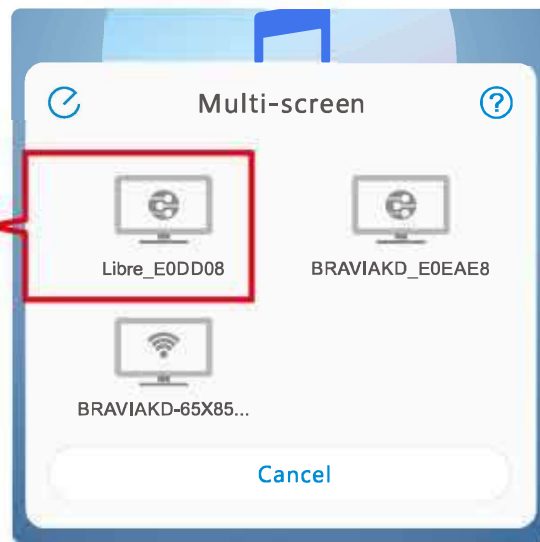 Multi-screen
?
Libre_E0DD08
BRAVIAKD_E0EAE8
BRAVIAKD-65X85...
Cancel